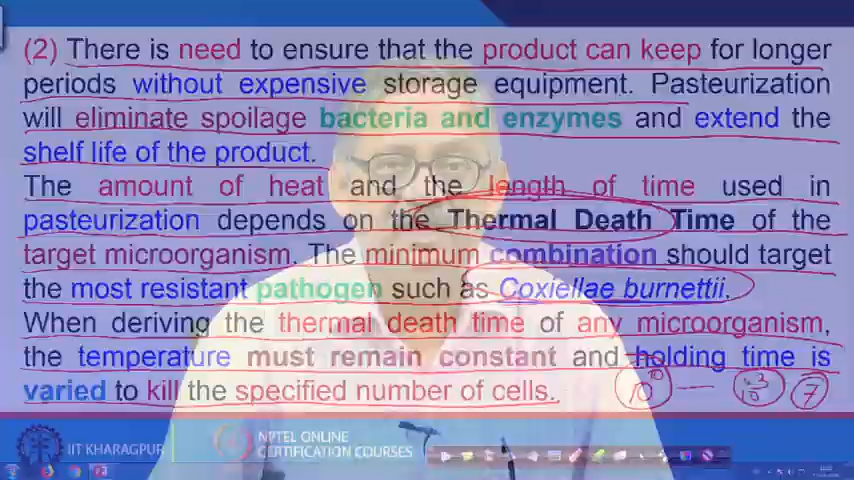 (2) There is need to ensure that the product can keep for longer
periods without expensive storage equipment. Pasteurization
will eliminate spoilage bacteria and enzymes and extend the
shelf life of the product.
The amount of heat and the length of time used in
pasteurization depends on the Thermal Death Time of the
target microorganism. The minimum combination should target
the most resistant pathogen such as Coxiellae burnettii.
When deriving the thermal death time of any microorganism,
the temperature must remain constant and holding time is
varied to kill the specified number of cells.
10¹⁰ — 10³ 7
IIT KHARAGPUR
NPTEL ONLINE
CERTIFICATION COURSES